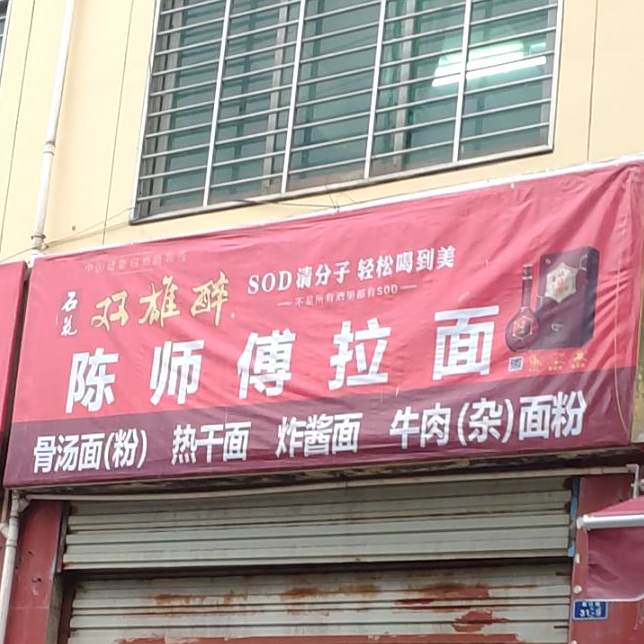 石花
双雄醉
SOD清分子 轻松喝到美
—不是所有酒里都有SOD—
陈师傅拉面
骨汤面(粉) 热干面 炸酱面 牛肉(杂)面粉